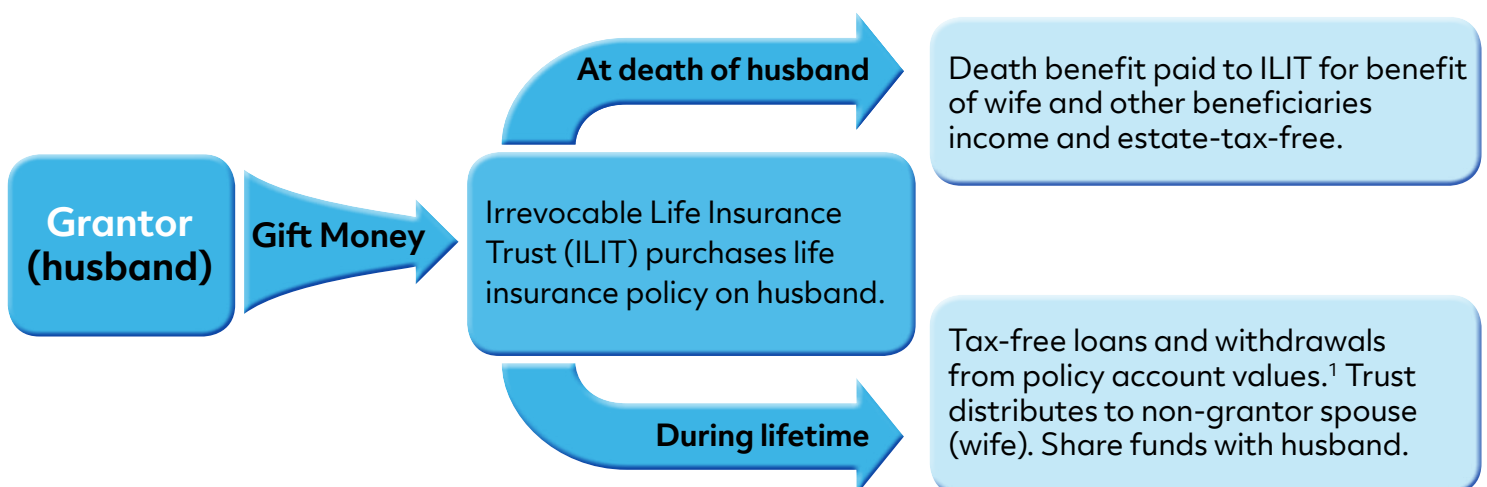 At death of husband
Death benefit paid to ILIT for benefit
of wife and other beneficiaries
income and estate-tax-free.
Grantor
(husband)
Gift Money
Irrevocable Life Insurance
Trust (ILIT) purchases life
insurance policy on husband.
During lifetime
Tax-free loans and withdrawals
from policy account values.¹ Trust
distributes to non-grantor spouse
(wife). Share funds with husband.